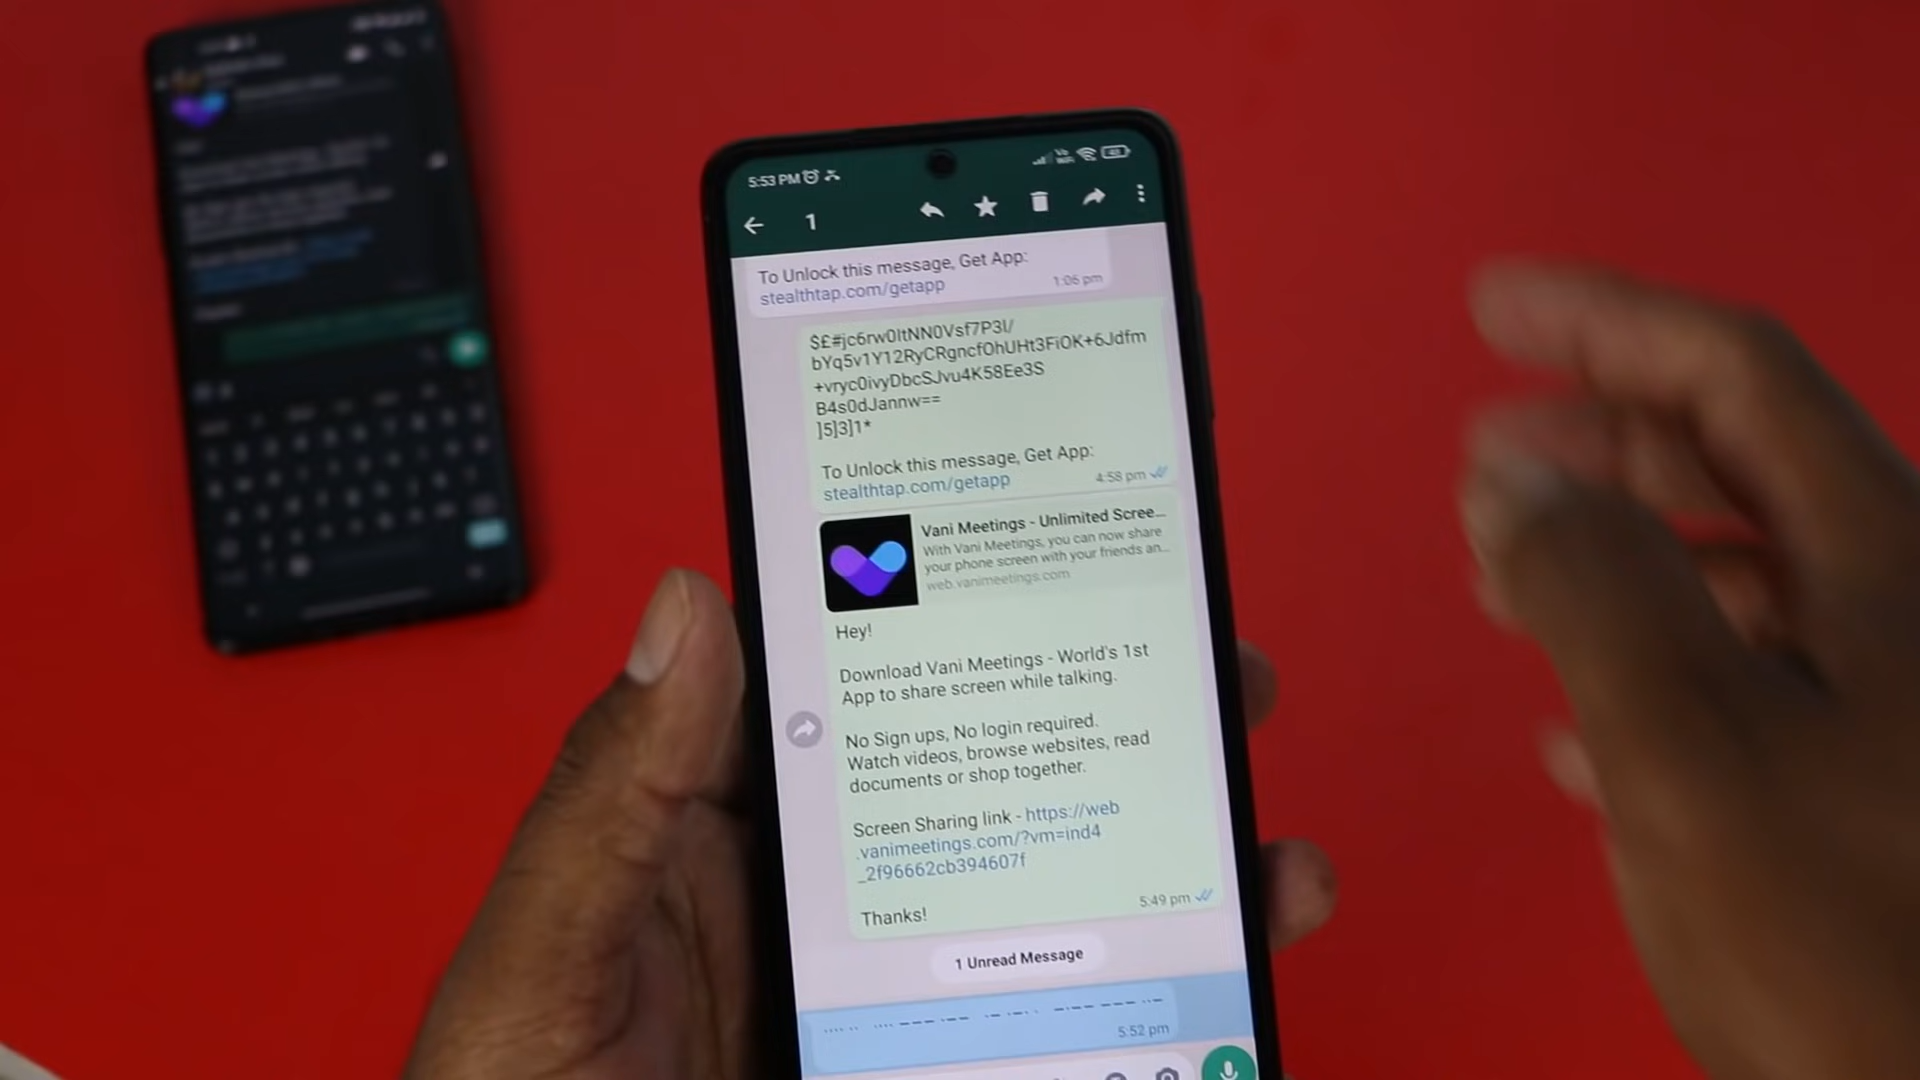 5:53 PM
1
To Unlock this message, Get App:
stealthtap.com/getapp
1:06 pm
$£#jc6rw0ItNN0Vsf7P3l/
bYq5v1Y12RyCRgncfOhUHt3FiOK+6Jdfm
+vryc0ivyDbcSJvu4K58Ee3S
B4s0dJannw==
]5]3]1*
To Unlock this message, Get App:
stealthtap.com/getapp
4:58 pm
Vani Meetings - Unlimited Scree...
With Vani Meetings, you can now share
your phone screen with your friends an...
web.vanimeetings.com
Hey!
Download Vani Meetings - World's 1st
App to share screen while talking.
No Sign ups, No login required.
Watch videos, browse websites, read
documents or shop together.
Screen Sharing link - https://web
.vanimeetings.com/?vm=ind4
_2f96662cb394607f
Thanks!
5:49 pm
1 Unread Message
5:52 pm